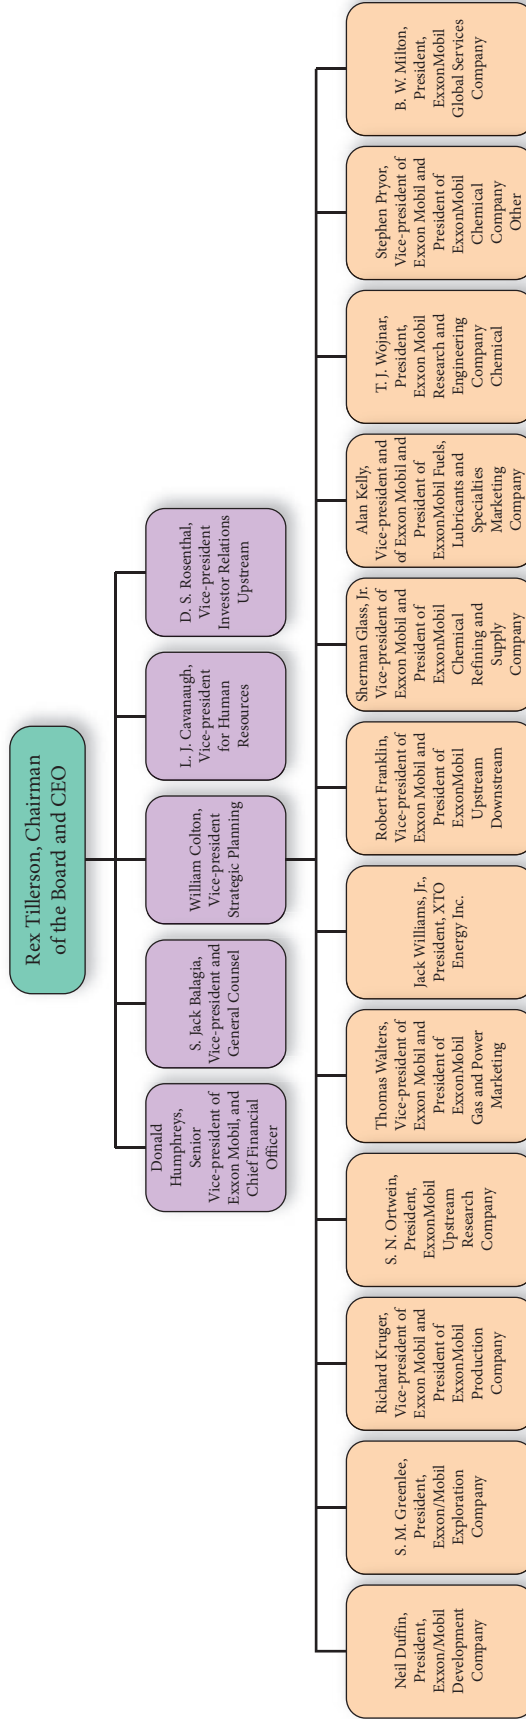 Rex Tillerson, Chairman
of the Board and CEO
Donald
Humphreys,
Senior
Vice-president of
Exxon Mobil, and
Chief Financial
Officer
S. Jack Balagia,
Vice-president and
General Counsel
William Colton,
Vice-president
Strategic Planning
L. J. Cavanaugh,
Vice-president
for Human
Resources
D. S. Rosenthal,
Vice-president
Investor Relations
Upstream
Neil Duffin,
President,
Exxon/Mobil
Development
Company
S. M. Greenlee,
President,
Exxon/Mobil
Exploration
Company
Richard Kruger,
Vice-president of
Exxon Mobil and
President of
ExxonMobil
Production
Company
S. N. Ortwein,
President,
ExxonMobil
Upstream
Research
Company
Thomas Walters,
Vice-president of
Exxon Mobil and
President of
ExxonMobil
Gas and Power
Marketing
Jack Williams, Jr.,
President, XTO
Energy Inc.
Robert Franklin,
Vice-president of
Exxon Mobil and
President of
ExxonMobil
Upstream
Downstream
Sherman Glass, Jr.
Vice-president of
Exxon Mobil and
President of
ExxonMobil
Chemical
Refining and
Supply
Company
Alan Kelly,
Vice-president and
of Exxon Mobil and
President of
ExxonMobil Fuels,
Lubricants and
Specialties
Marketing
Company
T. J. Wojnar,
President,
Exxon Mobil
Research and
Engineering
Company
Chemical
Stephen Pryor,
Vice-president of
Exxon Mobil and
President of
ExxonMobil
Chemical
Company
Other
B. W. Milton,
President,
ExxonMobil
Global Services
Company